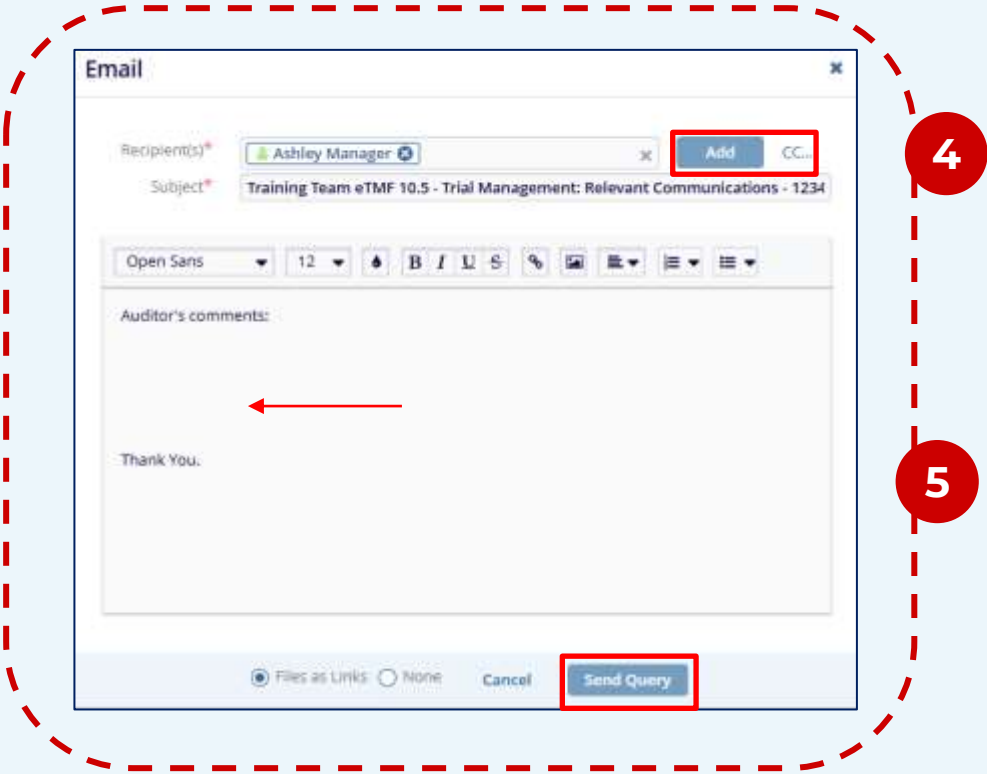 Email
Recipient(s)* Ashley Manager Add CC...
4
Subject* Training Team eTMF 10.5 - Trial Management: Relevant Communications - 1234
Open Sans 12 B I U S
Auditor's comments:
Thank You.
5
Files as Links None Cancel Send Query